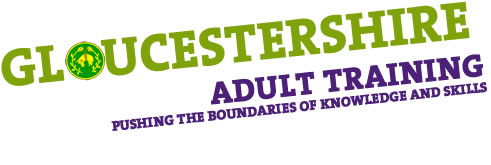 GLOUCESTERSHIRE
ADULT TRAINING
PUSHING THE BOUNDARIES OF KNOWLEDGE AND SKILLS